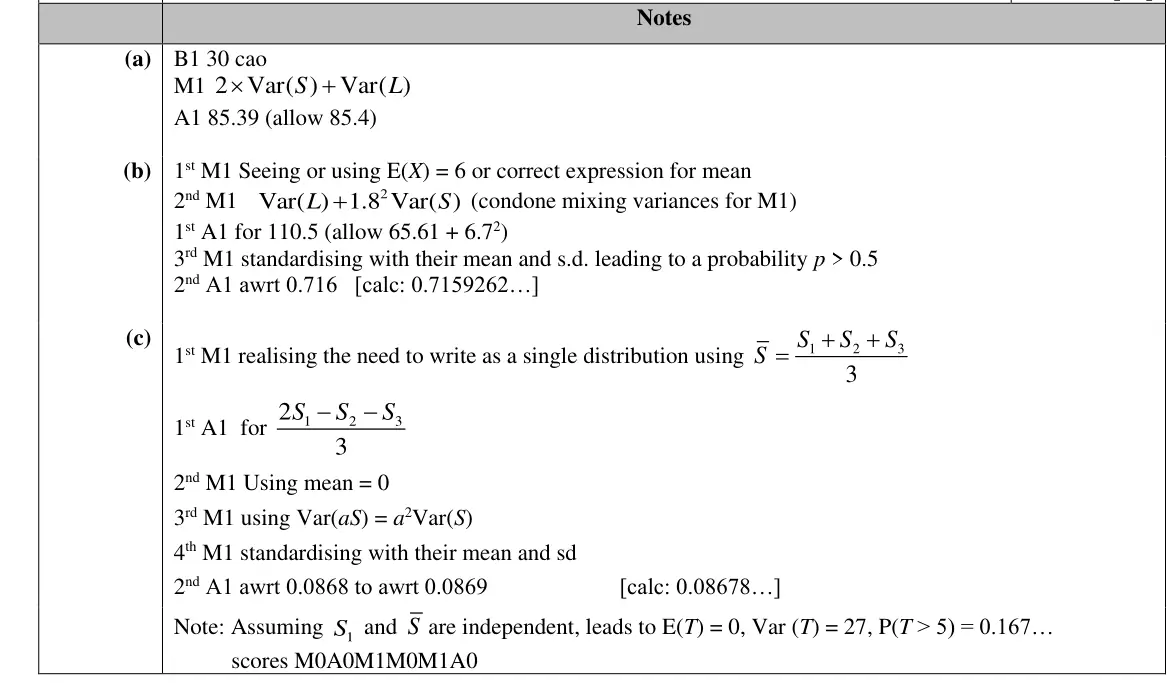 Notes
(a) B1 30 cao
M1 2 × Var(S) + Var(L)
A1 85.39 (allow 85.4)
(b) 1st M1 Seeing or using E(X) = 6 or correct expression for mean
2nd M1 Var(L) + 1.8² Var(S) (condone mixing variances for M1)
1st A1 for 110.5 (allow 65.61 + 6.7²)
3rd M1 standardising with their mean and s.d. leading to a probability p > 0.5
2nd A1 awrt 0.716 [calc: 0.7159262…]
(c) 1st M1 realising the need to write as a single distribution using S̅ = (S₁ + S₂ + S₃)/3
1st A1 for (2S₁ − S₂ − S₃)/3
2nd M1 Using mean = 0
3rd M1 using Var(aS) = a²Var(S)
4th M1 standardising with their mean and sd
2nd A1 awrt 0.0868 to awrt 0.0869 [calc: 0.08678…]
Note: Assuming S₁ and S̅ are independent, leads to E(T) = 0, Var (T) = 27, P(T > 5) = 0.167…
scores M0A0M1M0M1A0